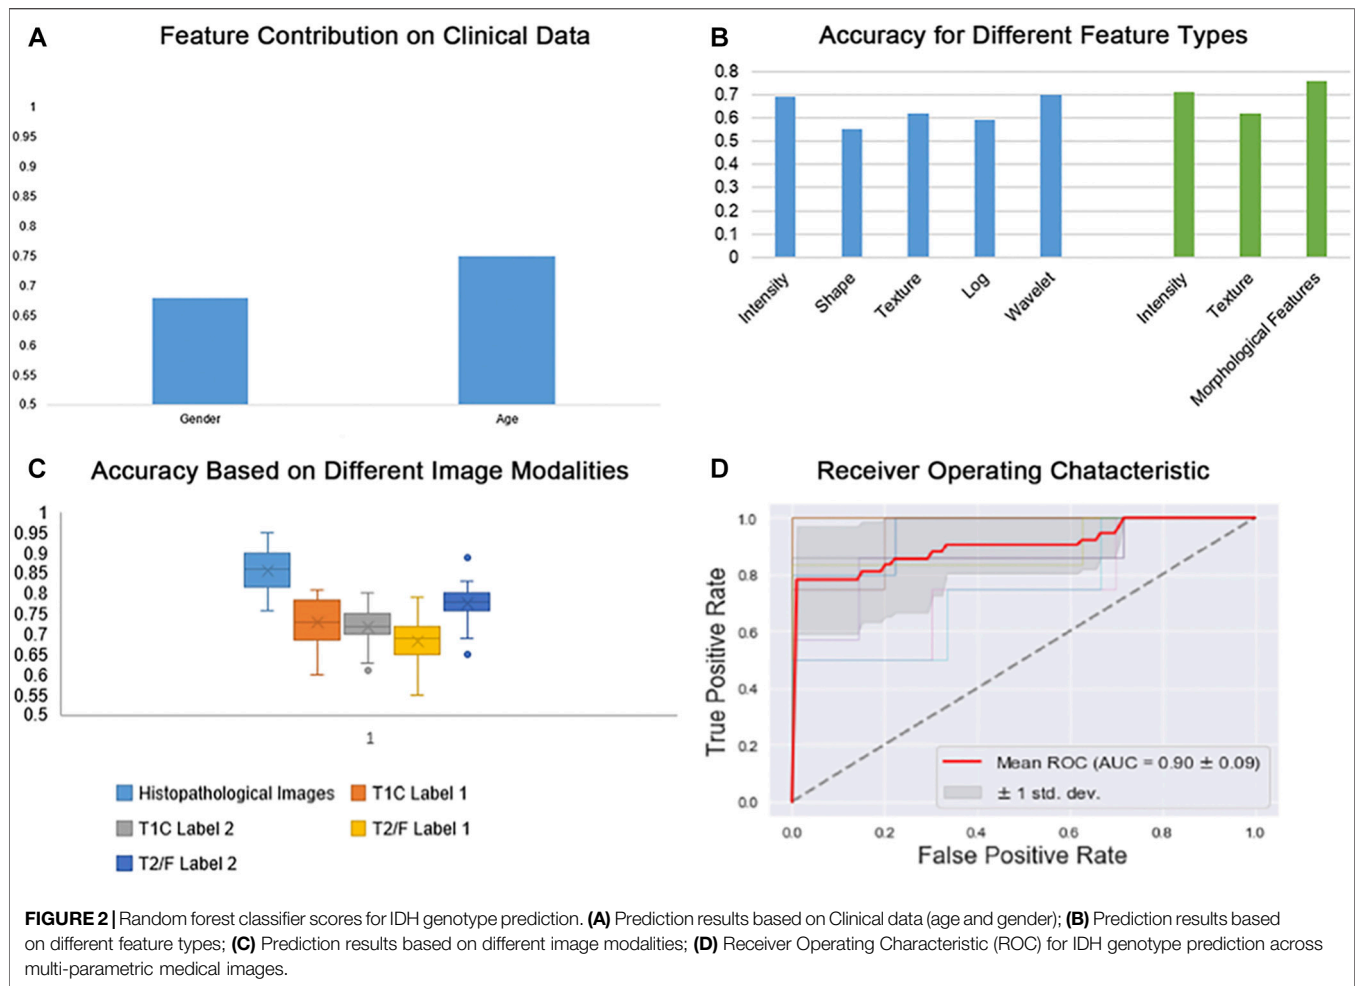 A
Feature Contribution on Clinical Data
1
0.95
0.9
0.85
0.8
0.75
0.7
0.65
0.6
0.55
0.5
Gender
Age
B
Accuracy for Different Feature Types
0.8
0.7
0.6
0.5
0.4
0.3
0.2
0.1
0
Intensity
Shape
Texture
Log
Wavelet
Intensity
Texture
Morphological Features
C
Accuracy Based on Different Image Modalities
1
0.95
0.9
0.85
0.8
0.75
0.7
0.65
0.6
0.55
0.5
1
Histopathological Images
T1C Label 1
T1C Label 2
T2/F Label 1
T2/F Label 2
D
Receiver Operating Chatacteristic
True Positive Rate
1.0
0.8
0.6
0.4
0.2
0.0
Mean ROC (AUC = 0.90 ± 0.09)
± 1 std. dev.
0.0 0.2 0.4 0.6 0.8 1.0
False Positive Rate
FIGURE 2 | Random forest classifier scores for IDH genotype prediction. (A) Prediction results based on Clinical data (age and gender); (B) Prediction results based
on different feature types; (C) Prediction results based on different image modalities; (D) Receiver Operating Characteristic (ROC) for IDH genotype prediction across
multi-parametric medical images.